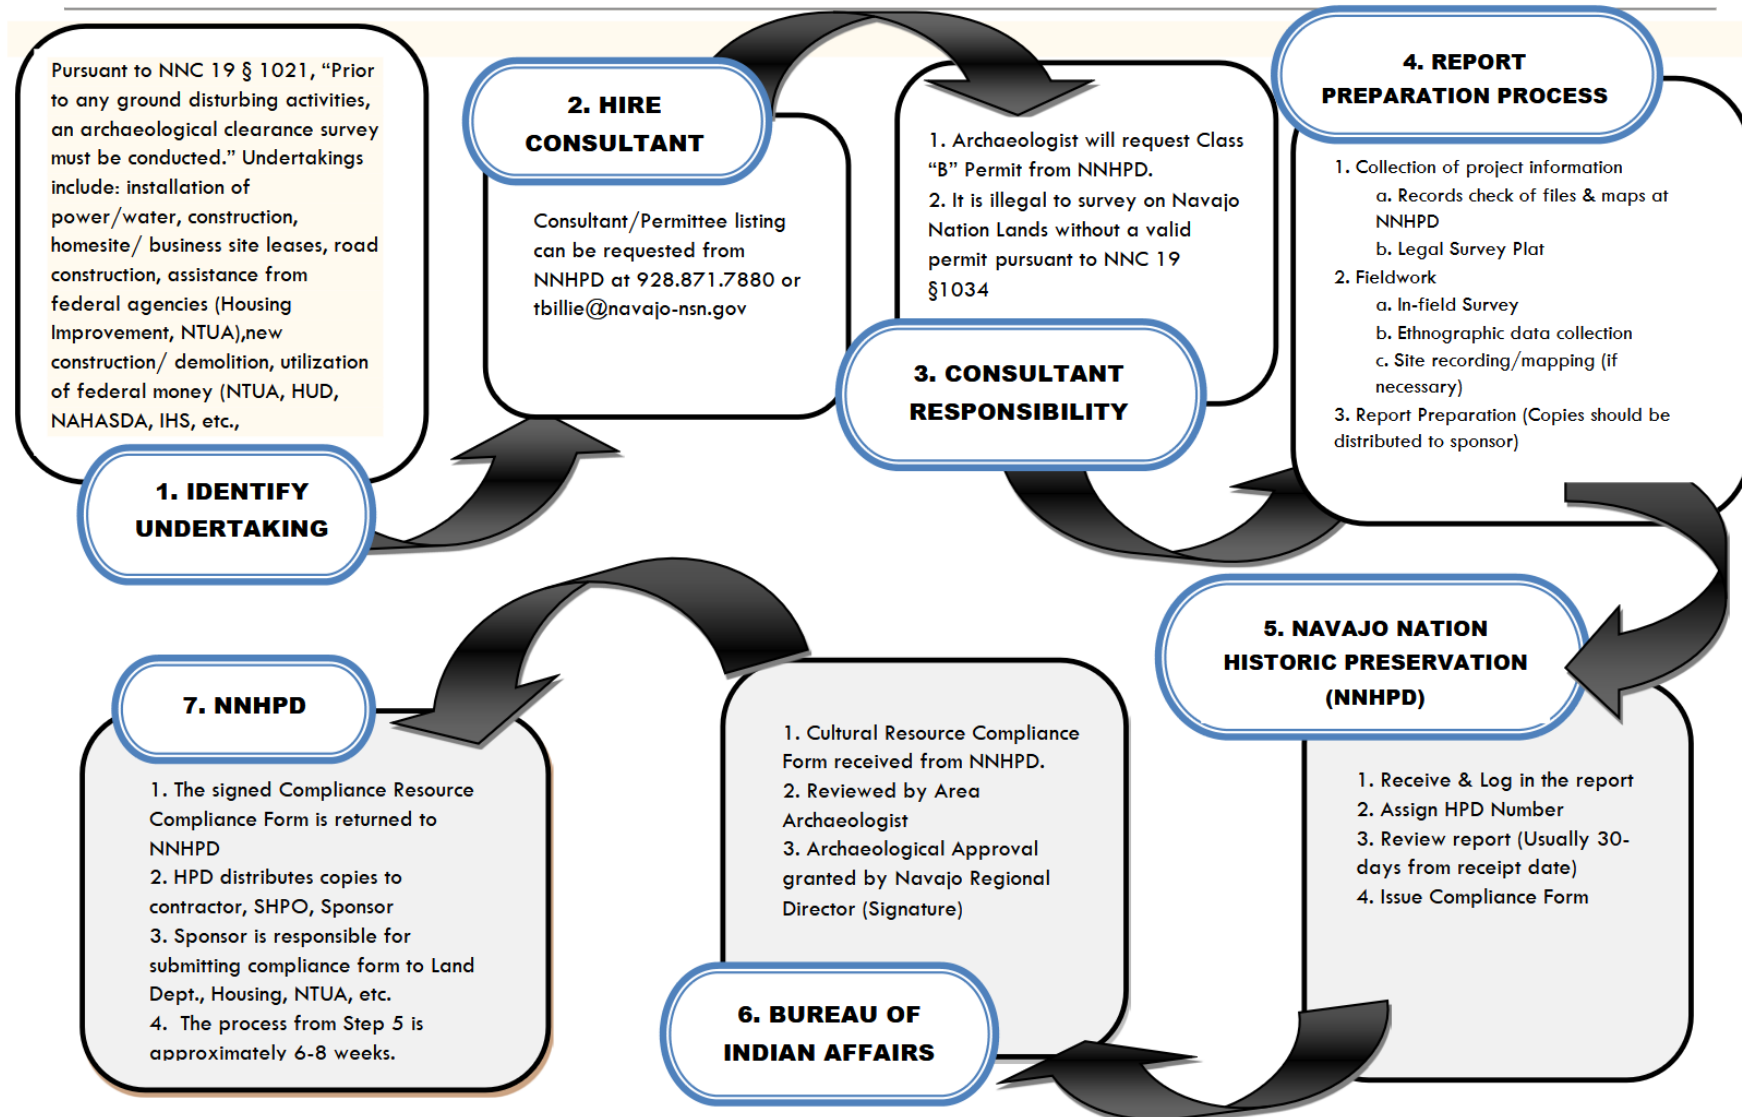 Pursuant to NNC 19 § 1021, “Prior
to any ground disturbing activities,
an archaeological clearance survey
must be conducted.” Undertakings
include: installation of
power/water, construction,
homesite/ business site leases, road
construction, assistance from
federal agencies (Housing
Improvement, NTUA),new
construction/ demolition, utilization
of federal money (NTUA, HUD,
NAHASDA, IHS, etc.,
1. IDENTIFY
UNDERTAKING
2. HIRE
CONSULTANT
Consultant/Permittee listing
can be requested from
NNHPD at 928.871.7880 or
tbillie@navajo-nsn.gov
1. Archaeologist will request Class
“B” Permit from NNHPD.
2. It is illegal to survey on Navajo
Nation Lands without a valid
permit pursuant to NNC 19
§1034
3. CONSULTANT
RESPONSIBILITY
4. REPORT
PREPARATION PROCESS
1. Collection of project information
a. Records check of files & maps at
NNHPD
b. Legal Survey Plat
2. Fieldwork
a. In-field Survey
b. Ethnographic data collection
c. Site recording/mapping (if
necessary)
3. Report Preparation (Copies should be
distributed to sponsor)
5. NAVAJO NATION
HISTORIC PRESERVATION
(NNHPD)
1. Receive & Log in the report
2. Assign HPD Number
3. Review report (Usually 30-
days from receipt date)
4. Issue Compliance Form
1. Cultural Resource Compliance
Form received from NNHPD.
2. Reviewed by Area
Archaeologist
3. Archaeological Approval
granted by Navajo Regional
Director (Signature)
6. BUREAU OF
INDIAN AFFAIRS
7. NNHPD
1. The signed Compliance Resource
Compliance Form is returned to
NNHPD
2. HPD distributes copies to
contractor, SHPO, Sponsor
3. Sponsor is responsible for
submitting compliance form to Land
Dept., Housing, NTUA, etc.
4. The process from Step 5 is
approximately 6-8 weeks.